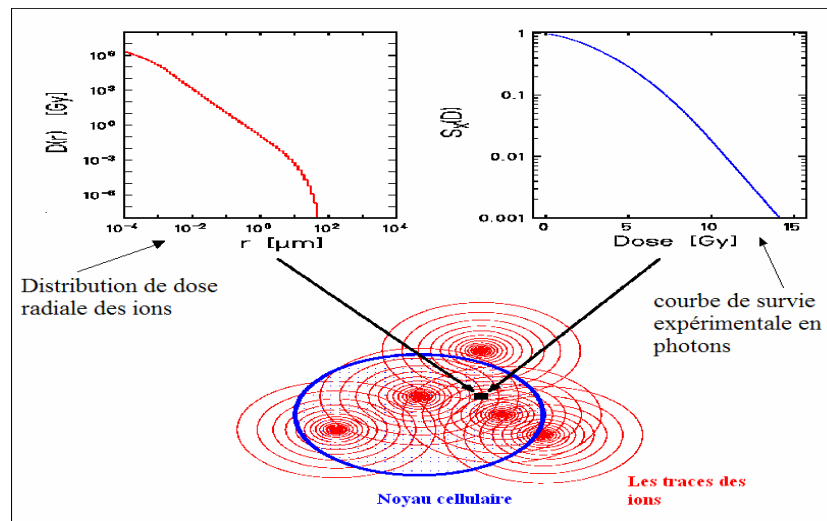 10⁶
10³
10⁰
10⁻³
10⁻⁶
D(r) [Gy]
10⁻⁴
10⁻²
10⁰
10²
10⁴
r [μm]
1
0.1
0.01
0.001
Sₓ(D)
0
5
10
15
Dose [Gy]
Distribution de dose
radiale des ions
courbe de survie
expérimentale en
photons
Noyau cellulaire
Les traces des
ions